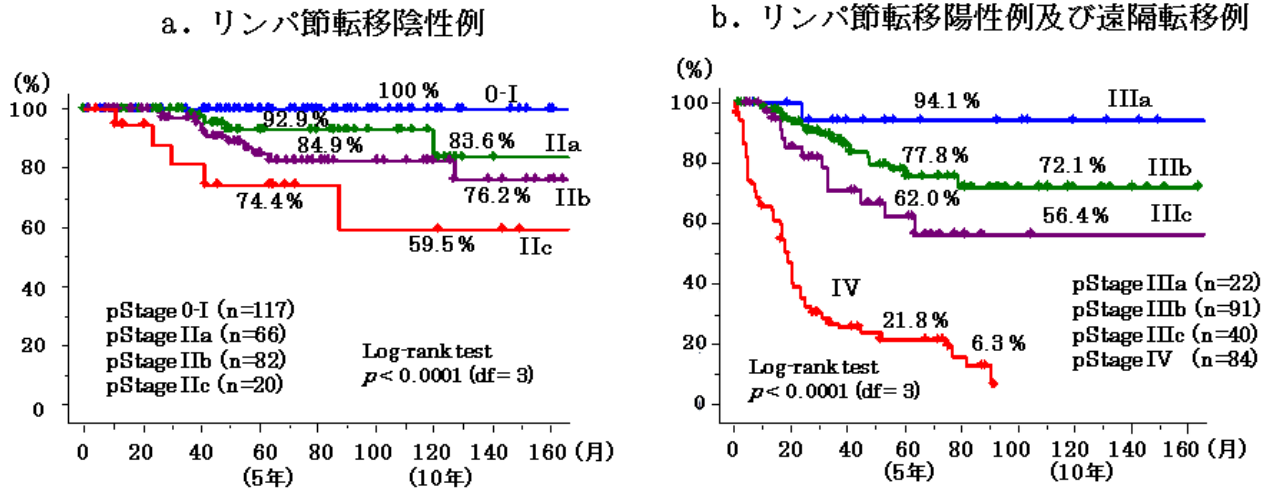 a. リンパ節転移陰性例
(%)
100
80
60
40
20
0
100 %
0-I
92.9 %
83.6 %
IIa
84.9 %
76.2 %
IIb
74.4 %
59.5 %
IIc
pStage 0-I (n=117)
pStage IIa (n=66)
pStage IIb (n=82)
pStage IIc (n=20)
Log-rank test
p < 0.0001 (df = 3)
0 20 40 60 80 100 120 140 160 (月)
(5年) (10年)
b. リンパ節転移陽性例及び遠隔転移例
(%)
100
80
60
40
20
0
94.1 %
IIIa
77.8 %
72.1 %
IIIb
62.0 %
56.4 %
IIIc
IV
21.8 %
6.3 %
pStage IIIa (n=22)
pStage IIIb (n=91)
pStage IIIc (n=40)
pStage IV (n=84)
Log-rank test
p < 0.0001 (df = 3)
0 20 40 60 80 100 120 140 160 (月)
(5年) (10年)